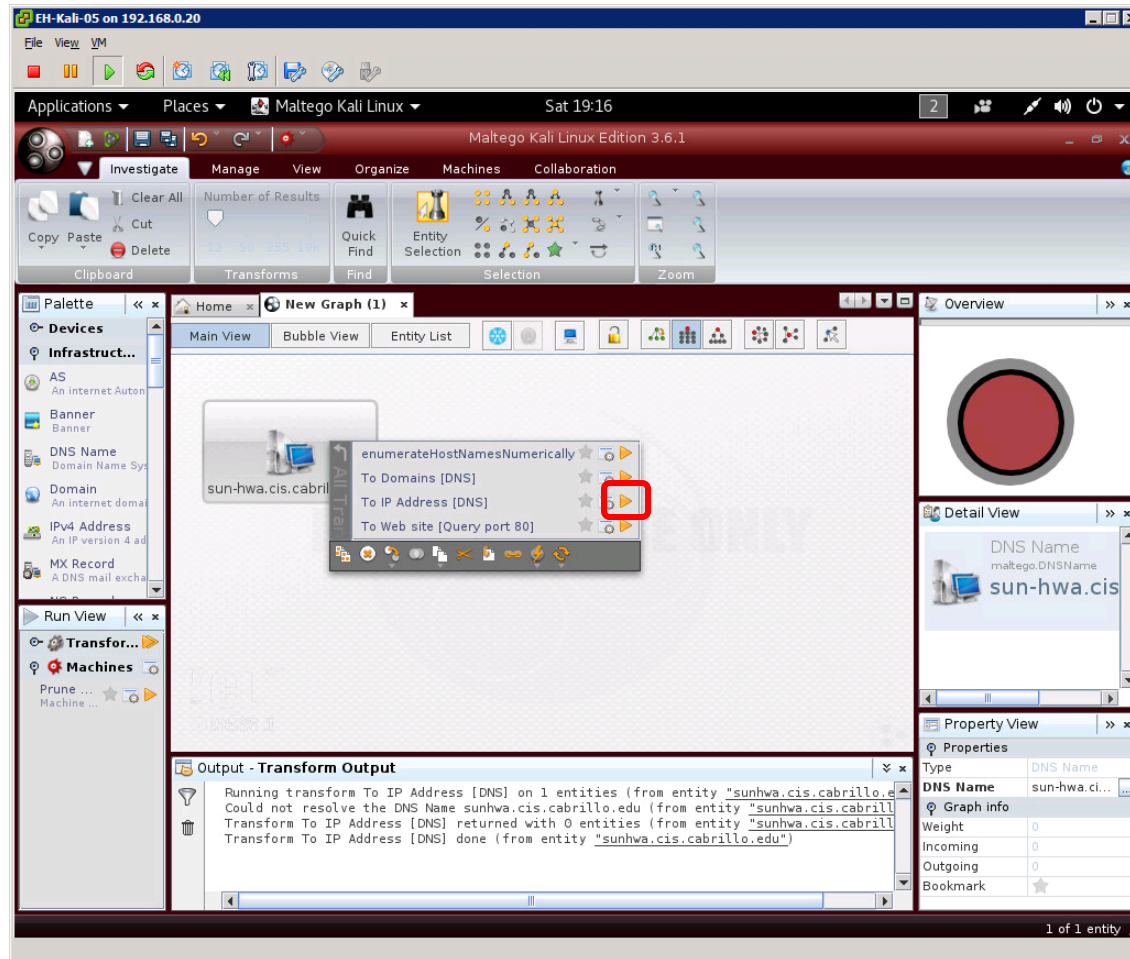 EH-Kali-05 on 192.168.0.20
File View VM
Applications Places Maltego Kali Linux Sat 19:16 2
Maltego Kali Linux Edition 3.6.1
Investigate Manage View Organize Machines Collaboration
Copy Paste Clear All Cut Delete
Clipboard
Number of Results
12 50 255 10k
Transforms
Quick Find
Find
Entity Selection
Selection
Zoom
Palette
Devices
Infrastruct...
AS
An internet Auton
Banner
Banner
DNS Name
Domain Name Sys
Domain
An internet domai
IPv4 Address
An IP version 4 ad
MX Record
A DNS mail excha
Run View
Transfor...
Machines
Prune ...
Machine ...
Home New Graph (1)
Main View Bubble View Entity List
sun-hwa.cis.cabril
All Tran
enumerateHostNamesNumerically
To Domains [DNS]
To IP Address [DNS]
To Web site [Query port 80]
Output - Transform Output
Running transform To IP Address [DNS] on 1 entities (from entity "sunhwa.cis.cabrillo.e
Could not resolve the DNS Name sunhwa.cis.cabrillo.edu (from entity "sunhwa.cis.cabrill
Transform To IP Address [DNS] returned with 0 entities (from entity "sunhwa.cis.cabrill
Transform To IP Address [DNS] done (from entity "sunhwa.cis.cabrillo.edu")
Overview
Detail View
DNS Name
maltego.DNSName
sun-hwa.cis
Property View
Properties
Type DNS Name
DNS Name sun-hwa.ci... ...
Graph info
Weight 0
Incoming 0
Outgoing 0
Bookmark
1 of 1 entity